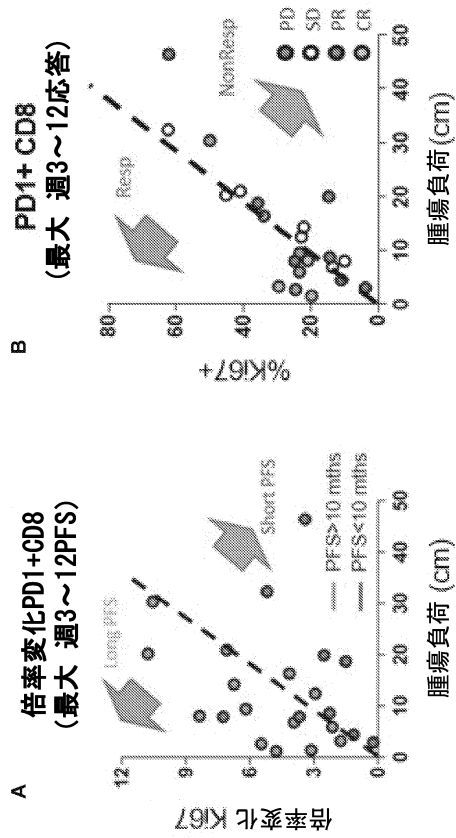 A
倍率変化PD1+CD8
(最大 週3～12PFS)
Long PFS
Short PFS
倍率変化 Ki67
12
9
6
3
0
PFS>10 mths
PFS<10 mths
0 10 20 30 40 50
腫瘍負荷 (cm)
B
PD1+ CD8
(最大 週3～12応答)
Resp
NonResp
%Ki67+
80
60
40
20
0
PD
SD
PR
CR
0 10 20 30 40 50
腫瘍負荷(cm)